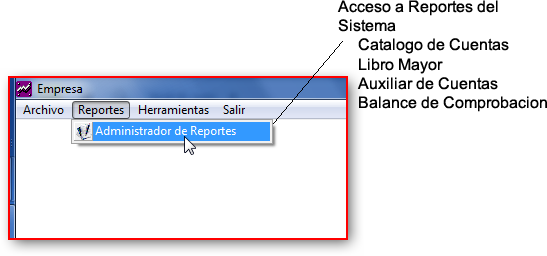 Acceso a Reportes del
Sistema
Catalogo de Cuentas
Libro Mayor
Auxiliar de Cuentas
Balance de Comprobacion
Empresa
Archivo Reportes Herramientas Salir
Administrador de Reportes